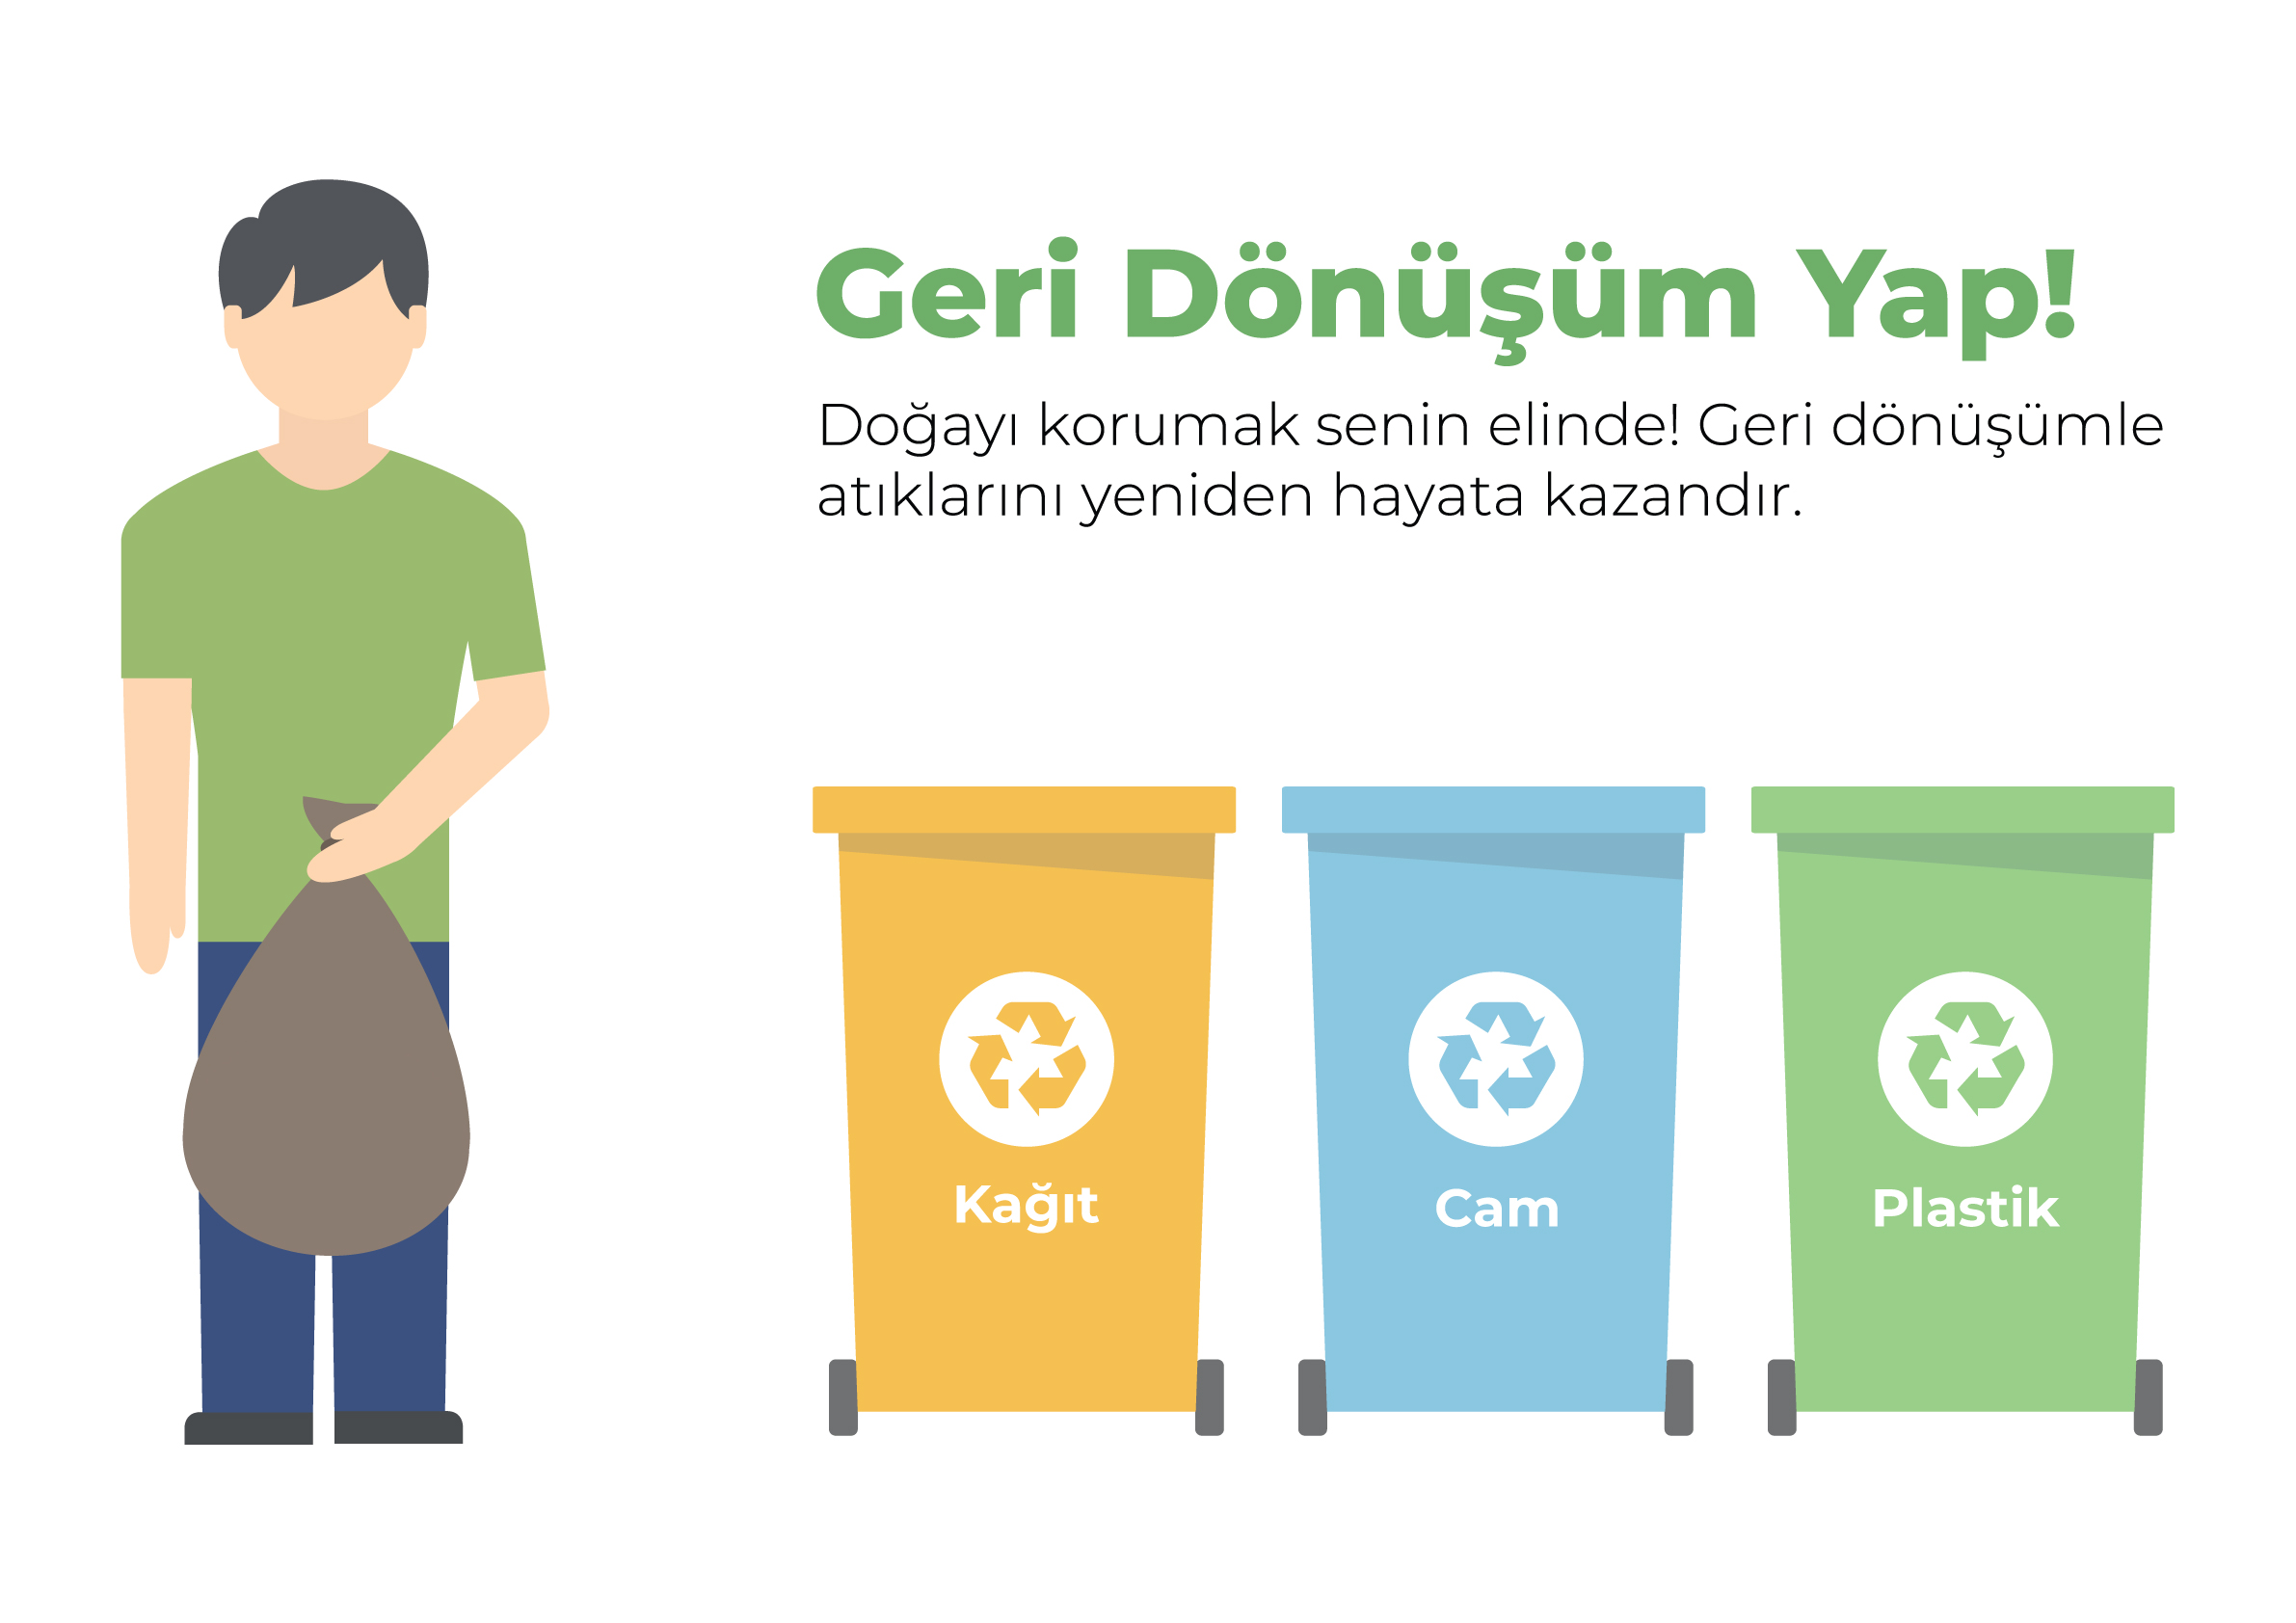 Geri Dönüşüm Yap!
Doğayı korumak senin elinde! Geri dönüşümle
atıklarını yeniden hayata kazandır.
Kağıt
Cam
Plastik